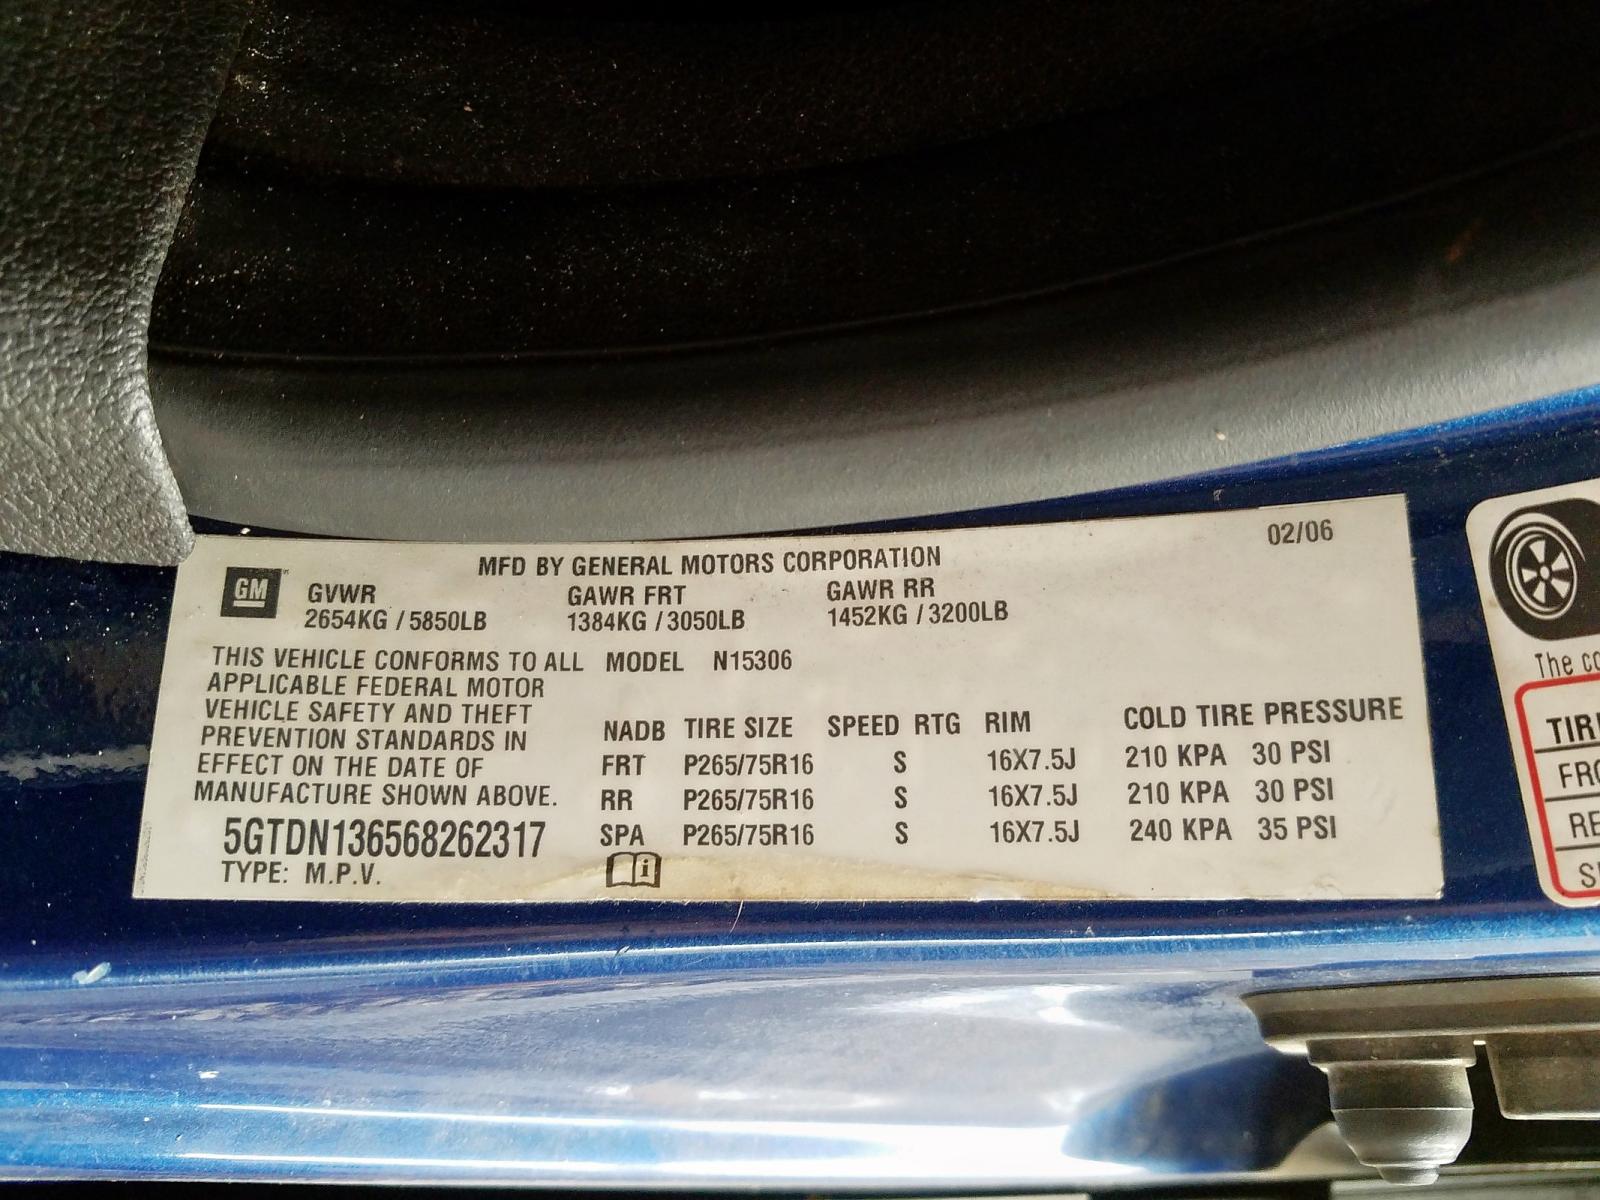 02/06
MFD BY GENERAL MOTORS CORPORATION
GM GVWR GAWR FRT GAWR RR
2654KG / 5850LB 1384KG / 3050LB 1452KG / 3200LB
THIS VEHICLE CONFORMS TO ALL MODEL N15306
APPLICABLE FEDERAL MOTOR
VEHICLE SAFETY AND THEFT
PREVENTION STANDARDS IN
EFFECT ON THE DATE OF
MANUFACTURE SHOWN ABOVE.
5GTDN136568262317
TYPE: M.P.V.
NADB TIRE SIZE SPEED RTG RIM COLD TIRE PRESSURE
FRT P265/75R16 S 16X7.5J 210 KPA 30 PSI
RR P265/75R16 S 16X7.5J 210 KPA 30 PSI
SPA P265/75R16 S 16X7.5J 240 KPA 35 PSI
The